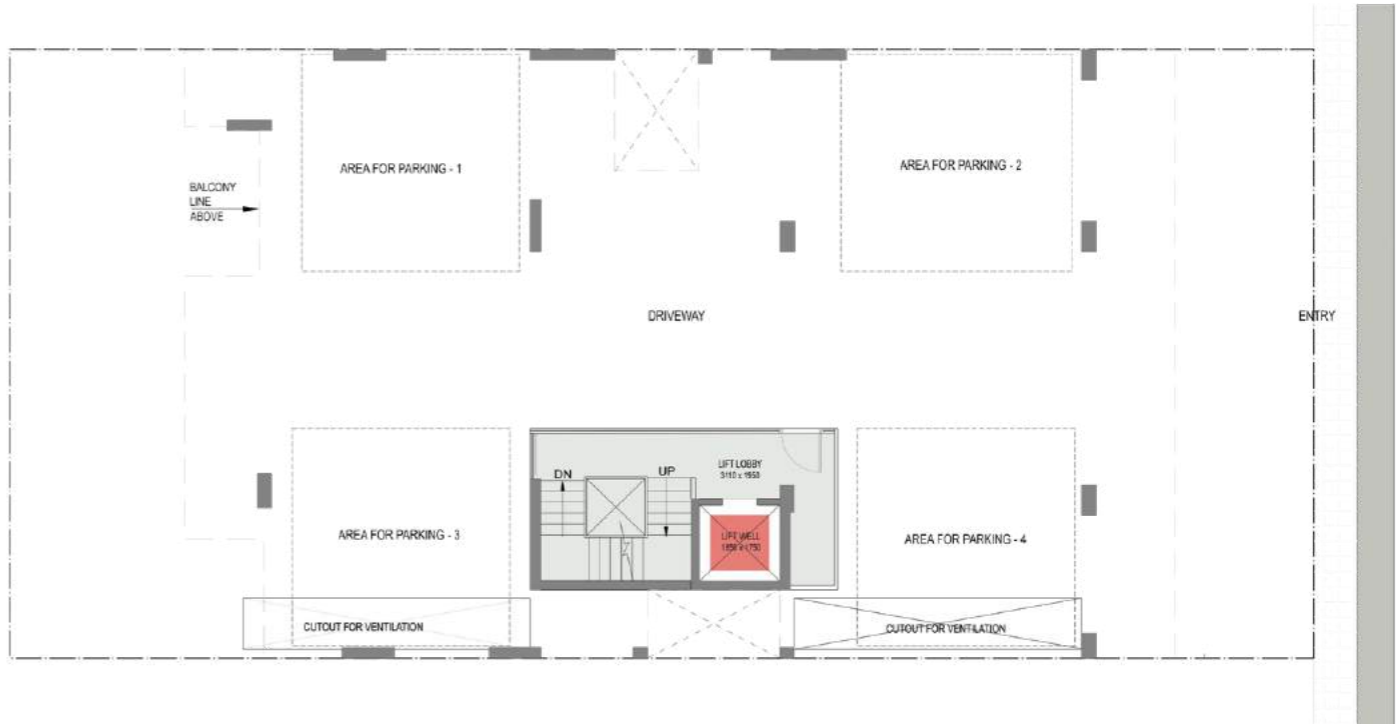 AREA FOR PARKING - 1
AREA FOR PARKING - 2
BALCONY
LINE
ABOVE
DRIVEWAY
ENTRY
DN
UP
LIFT LOBBY
AREA FOR PARKING - 3
LIFT WELL
AREA FOR PARKING - 4
CUTOUT FOR VENTILATION
CUTOUT FOR VENTILATION